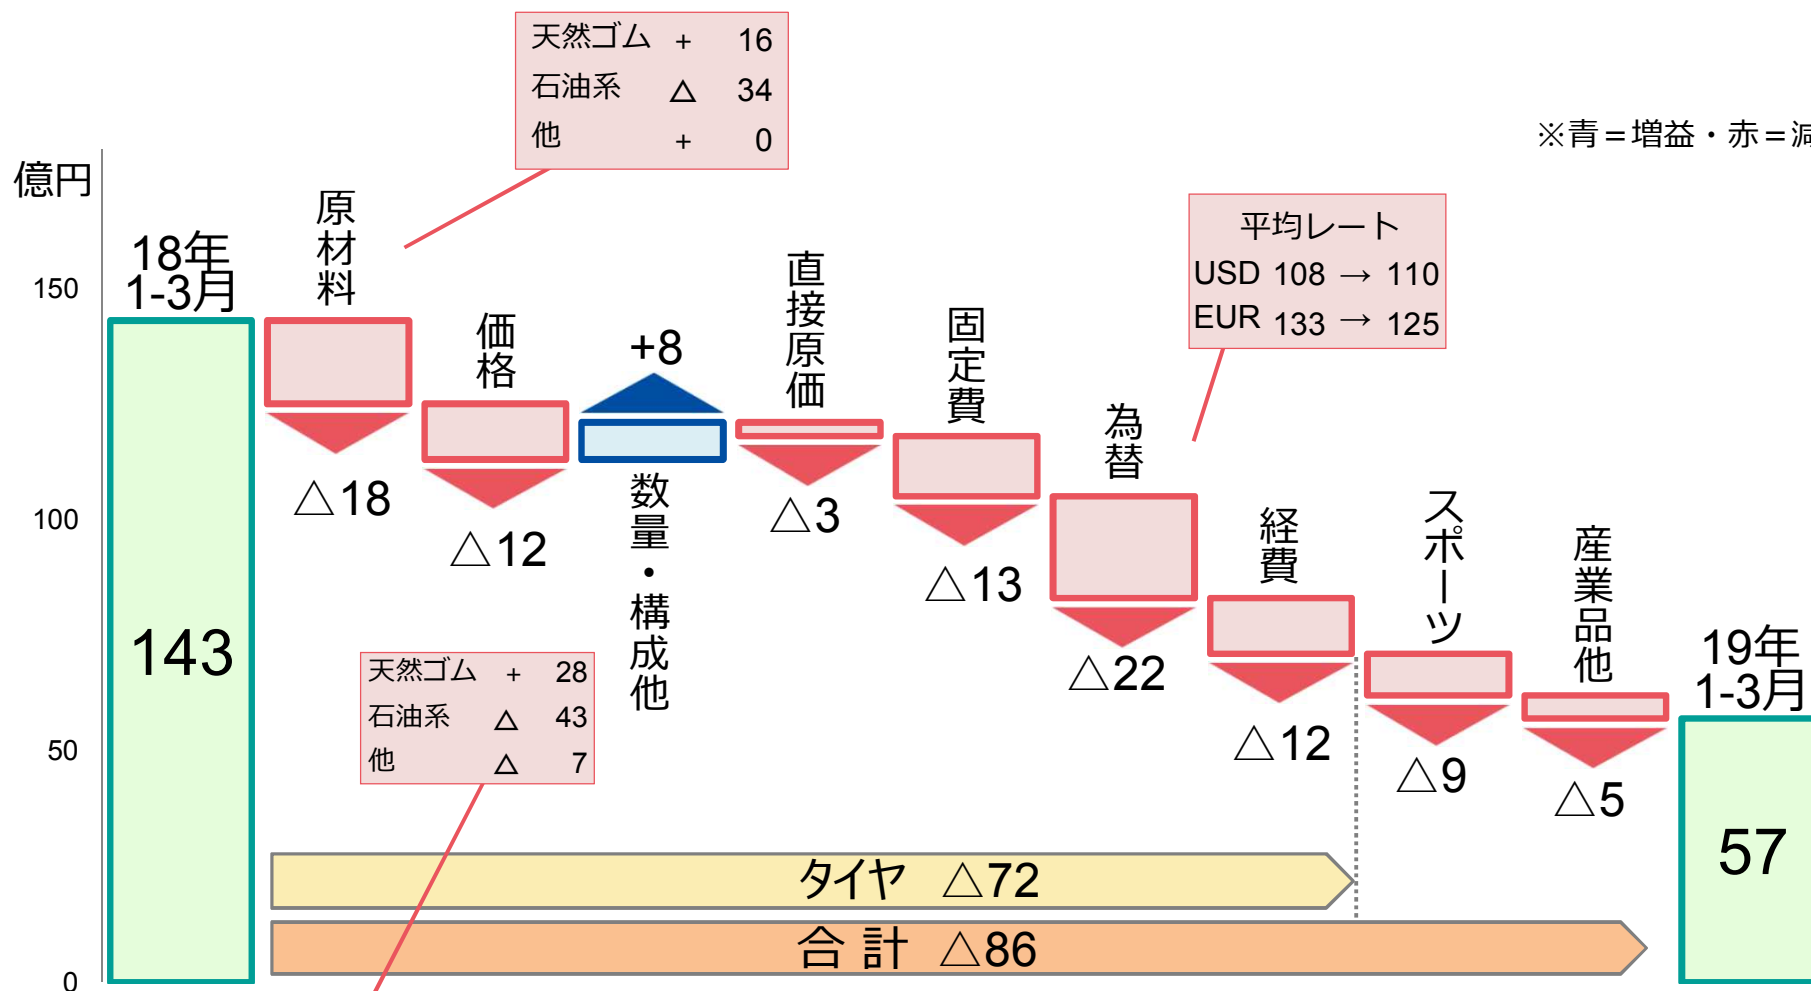 天然ゴム + 16
石油系 △ 34
他 + 0
※青=増益・赤=減
億円
150
100
50
0
18年
1-3月
143
原材料
△18
価格
△12
+8
数量・構成他
直接原価
△3
固定費
△13
平均レート
USD 108 → 110
EUR 133 → 125
為替
△22
経費
△12
スポーツ
△9
産業品他
△5
19年
1-3月
57
天然ゴム + 28
石油系 △ 43
他 △ 7
タイヤ △72
合 計 △86